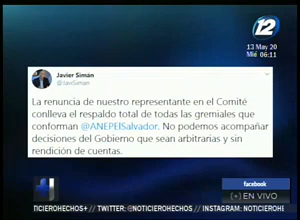 12
13 May 20
Mié 06:11
Javier Simán
@JaviSiman
La renuncia de nuestro representante en el Comité
conlleva el respaldo total de todas las gremiales que
conforman @ANEPElSalvador. No podemos acompañar
decisiones del Gobierno que sean arbitrarias y sin
rendición de cuentas.
facebook
(•) EN VIVO
TICIEROHECHOS+ // TWITTER: @NOTICIEROHECHOS // INSTAGRAM: NOTICIEROHE